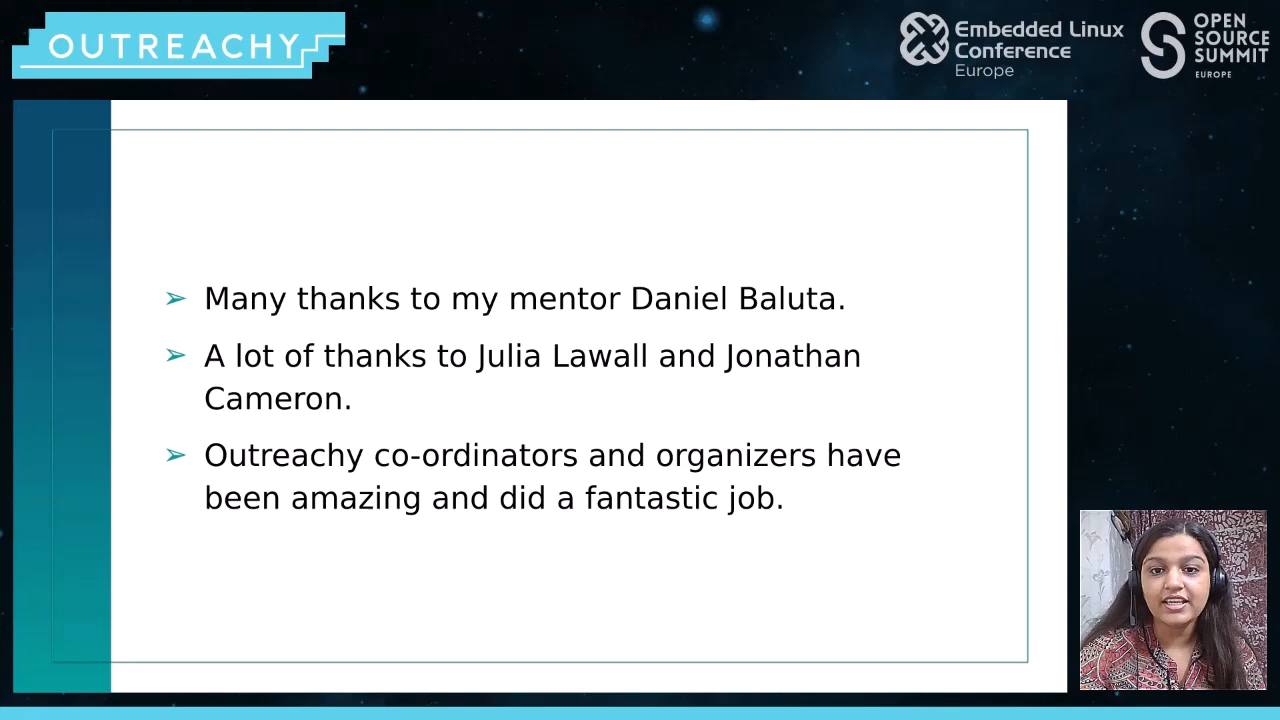 OUTREACHY
Embedded Linux
Conference
Europe
OPEN
SOURCE
SUMMIT
EUROPE
➢ Many thanks to my mentor Daniel Baluta.
➢ A lot of thanks to Julia Lawall and Jonathan
Cameron.
➢ Outreachy co-ordinators and organizers have
been amazing and did a fantastic job.